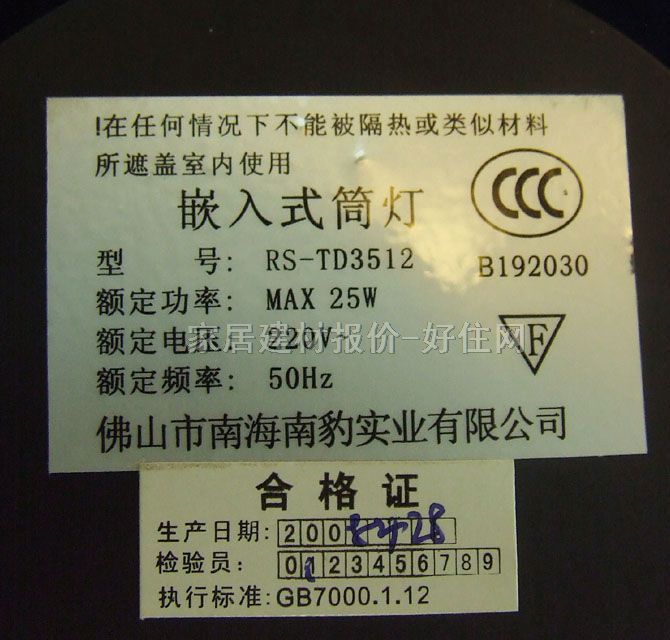 !在任何情况下不能被隔热或类似材料
所遮盖室内使用
嵌入式筒灯
CCC
型 号: RS-TD3512
B192030
额定功率: MAX 25W
额定电压: 220V~
家居建材报价-好住网
F
额定频率: 50Hz
佛山市南海南豹实业有限公司
合格证
生产日期: 200
28
检验员: 0123456789
执行标准: GB7000.1.12